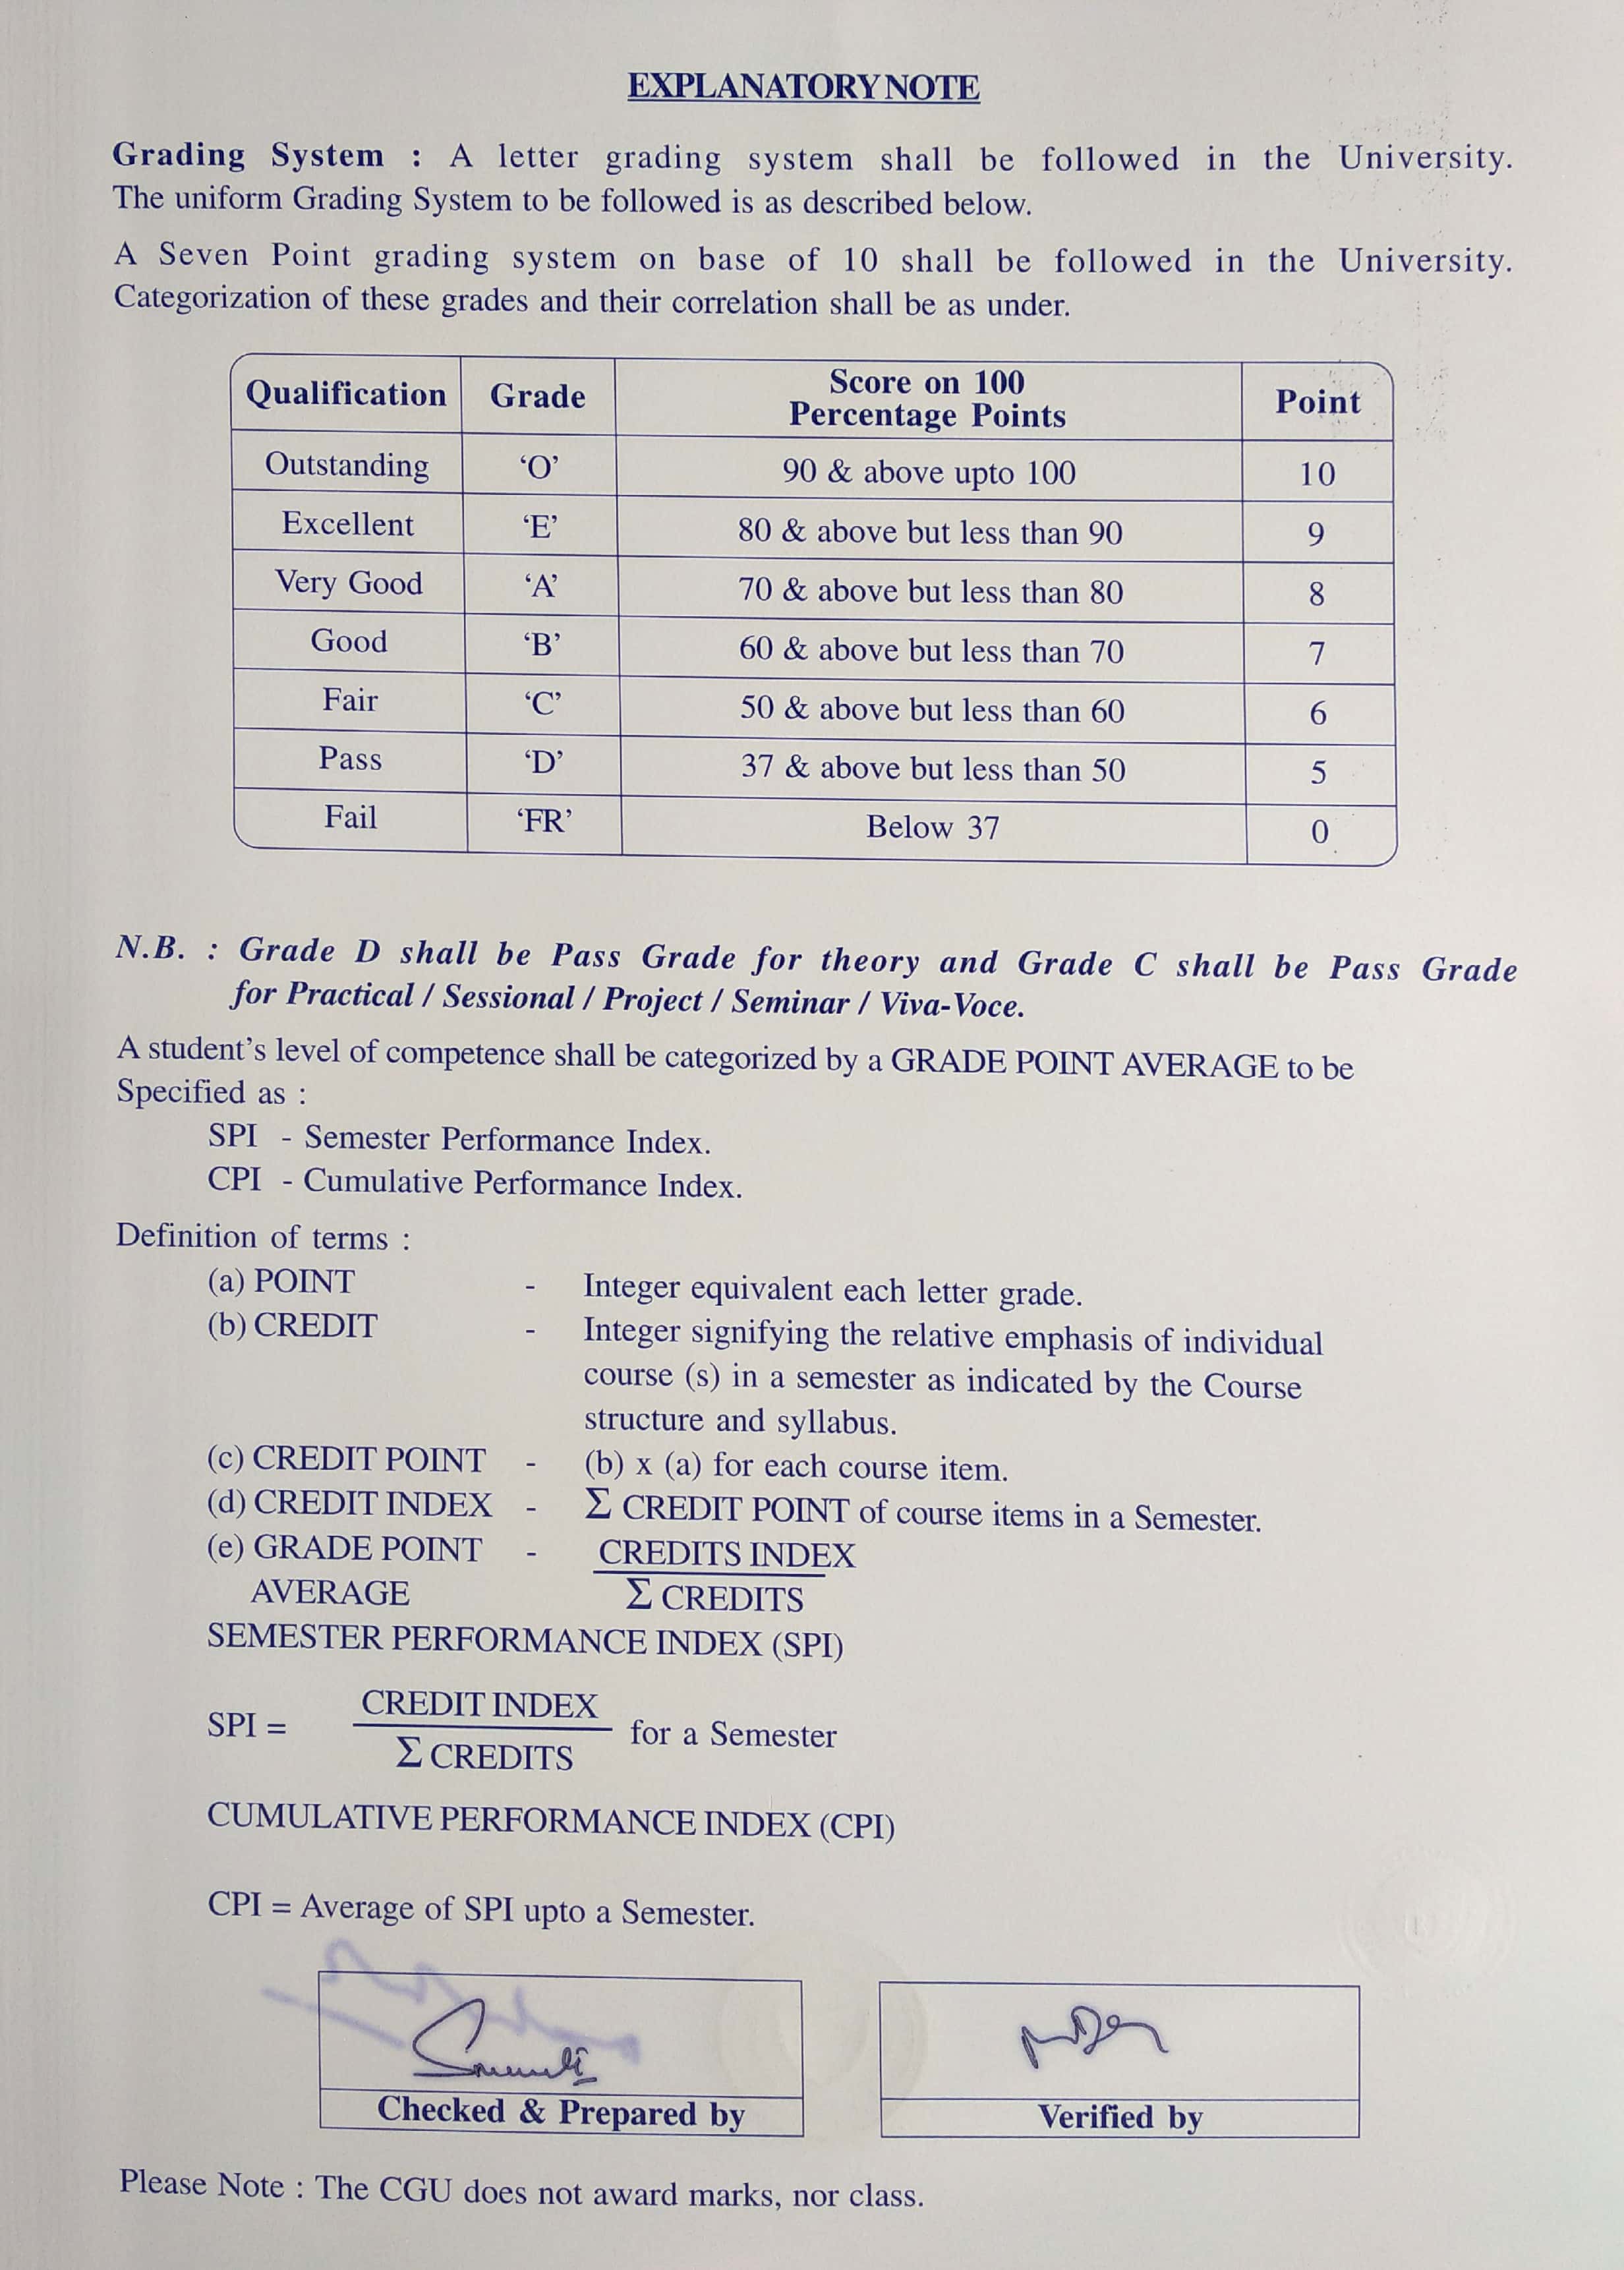 EXPLANATORY NOTE
Grading System : A letter grading system shall be followed in the University.
The uniform Grading System to be followed is as described below.
A Seven Point grading system on base of 10 shall be followed in the University.
Categorization of these grades and their correlation shall be as under.
Qualification Grade Score on 100 Percentage Points Point
Outstanding ‘O’ 90 & above upto 100 10
Excellent ‘E’ 80 & above but less than 90 9
Very Good ‘A’ 70 & above but less than 80 8
Good ‘B’ 60 & above but less than 70 7
Fair ‘C’ 50 & above but less than 60 6
Pass ‘D’ 37 & above but less than 50 5
Fail ‘FR’ Below 37 0
N.B. : Grade D shall be Pass Grade for theory and Grade C shall be Pass Grade
for Practical / Sessional / Project / Seminar / Viva-Voce.
A student’s level of competence shall be categorized by a GRADE POINT AVERAGE to be
Specified as :
SPI - Semester Performance Index.
CPI - Cumulative Performance Index.
Definition of terms :
(a) POINT - Integer equivalent each letter grade.
(b) CREDIT - Integer signifying the relative emphasis of individual
course (s) in a semester as indicated by the Course
structure and syllabus.
(c) CREDIT POINT - (b) x (a) for each course item.
(d) CREDIT INDEX - Σ CREDIT POINT of course items in a Semester.
(e) GRADE POINT - CREDITS INDEX
AVERAGE Σ CREDITS
SEMESTER PERFORMANCE INDEX (SPI)
CREDIT INDEX
SPI = for a Semester
Σ CREDITS
CUMULATIVE PERFORMANCE INDEX (CPI)
CPI = Average of SPI upto a Semester.
Checked & Prepared by Verified by
Please Note : The CGU does not award marks, nor class.